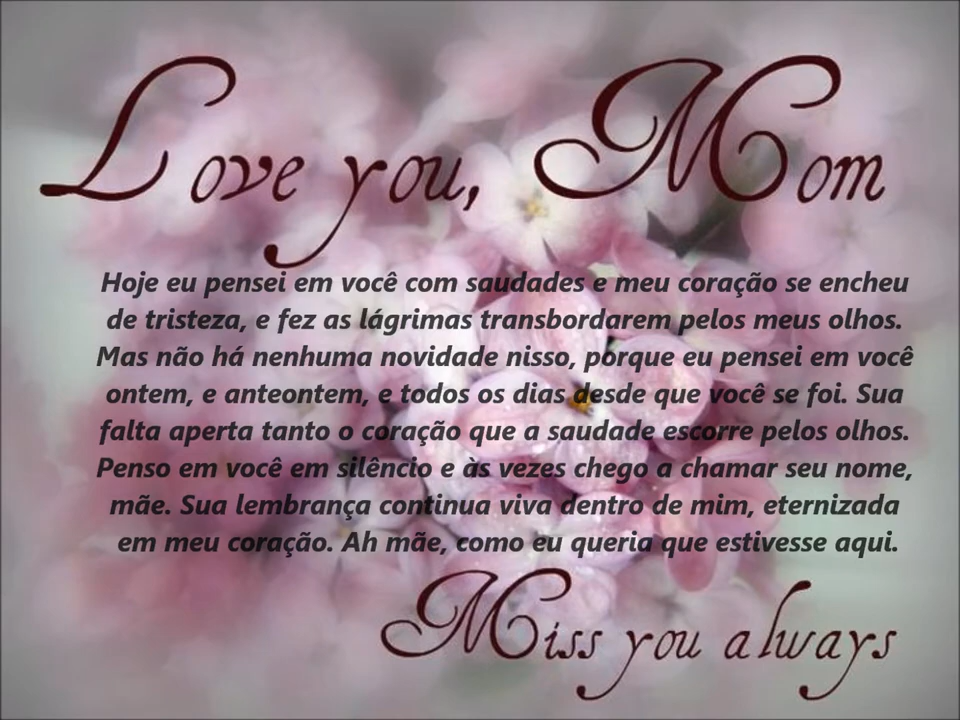 Love you, Mom
Hoje eu pensei em você com saudades e meu coração se encheu
de tristeza, e fez as lágrimas transbordarem pelos meus olhos.
Mas não há nenhuma novidade nisso, porque eu pensei em você
ontem, e anteontem, e todos os dias desde que você se foi. Sua
falta aperta tanto o coração que a saudade escorre pelos olhos.
Penso em você em silêncio e às vezes chego a chamar seu nome,
mãe. Sua lembrança continua viva dentro de mim, eternizada
em meu coração. Ah mãe, como eu queria que estivesse aqui.
Miss you always